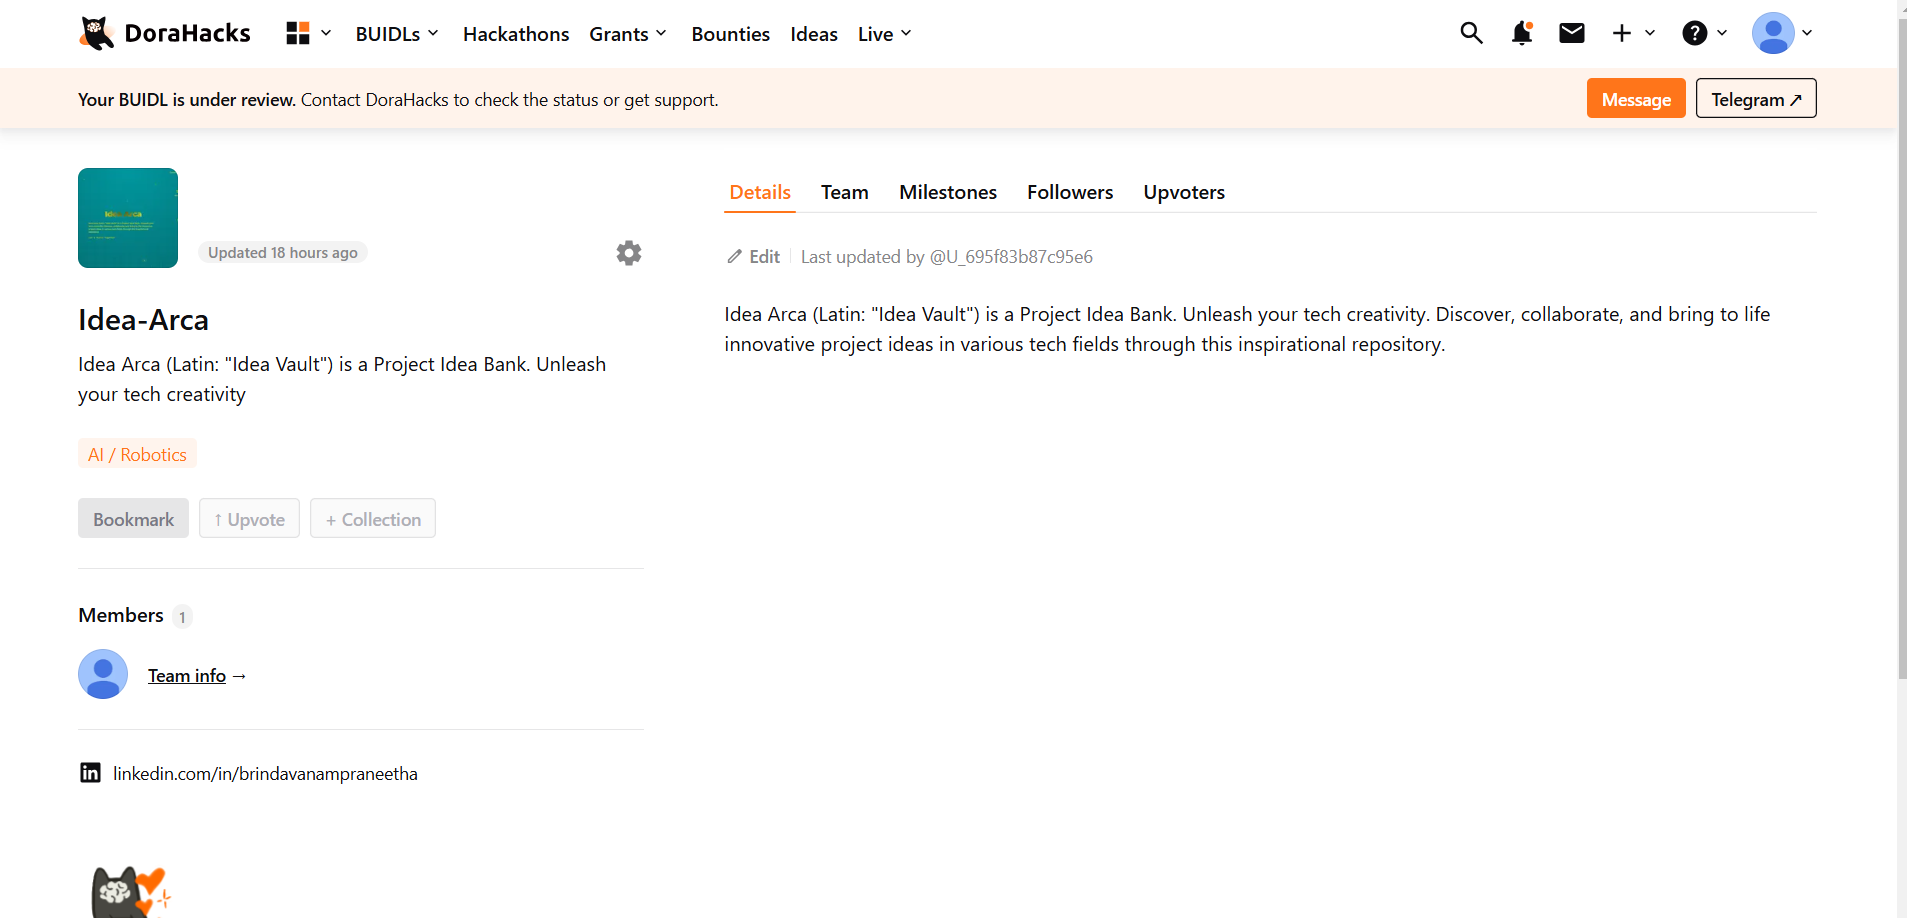 DoraHacks
BUIDLs
Hackathons
Grants
Bounties
Ideas
Live
Your BUIDL is under review. Contact DoraHacks to check the status or get support.
Message
Telegram ↗
Updated 18 hours ago
Idea-Arca
Idea Arca (Latin: "Idea Vault") is a Project Idea Bank. Unleash
your tech creativity
AI / Robotics
Bookmark
↑ Upvote
+ Collection
Members 1
Team info →
linkedin.com/in/brindavanampraneetha
Details
Team
Milestones
Followers
Upvoters
Edit
Last updated by @U_695f83b87c95e6
Idea Arca (Latin: "Idea Vault") is a Project Idea Bank. Unleash your tech creativity. Discover, collaborate, and bring to life
innovative project ideas in various tech fields through this inspirational repository.